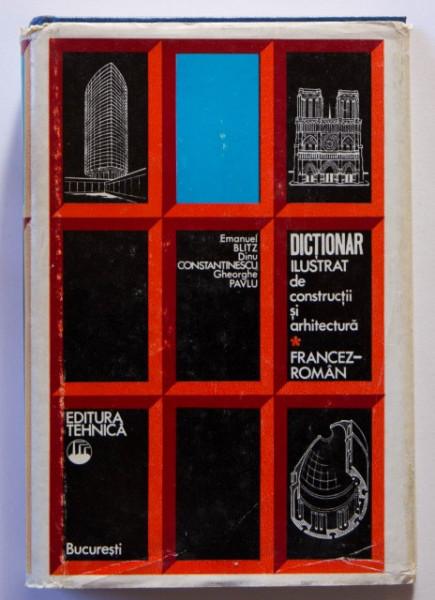 Emanuel
BLITZ
Dinu
CONSTANTINESCU
Gheorghe
PAVLU
DICȚIONAR
ILUSTRAT
de
construcții
și
arhitectură
*
FRANCEZ-
ROMÂN
EDITURA
TEHNICĂ
București